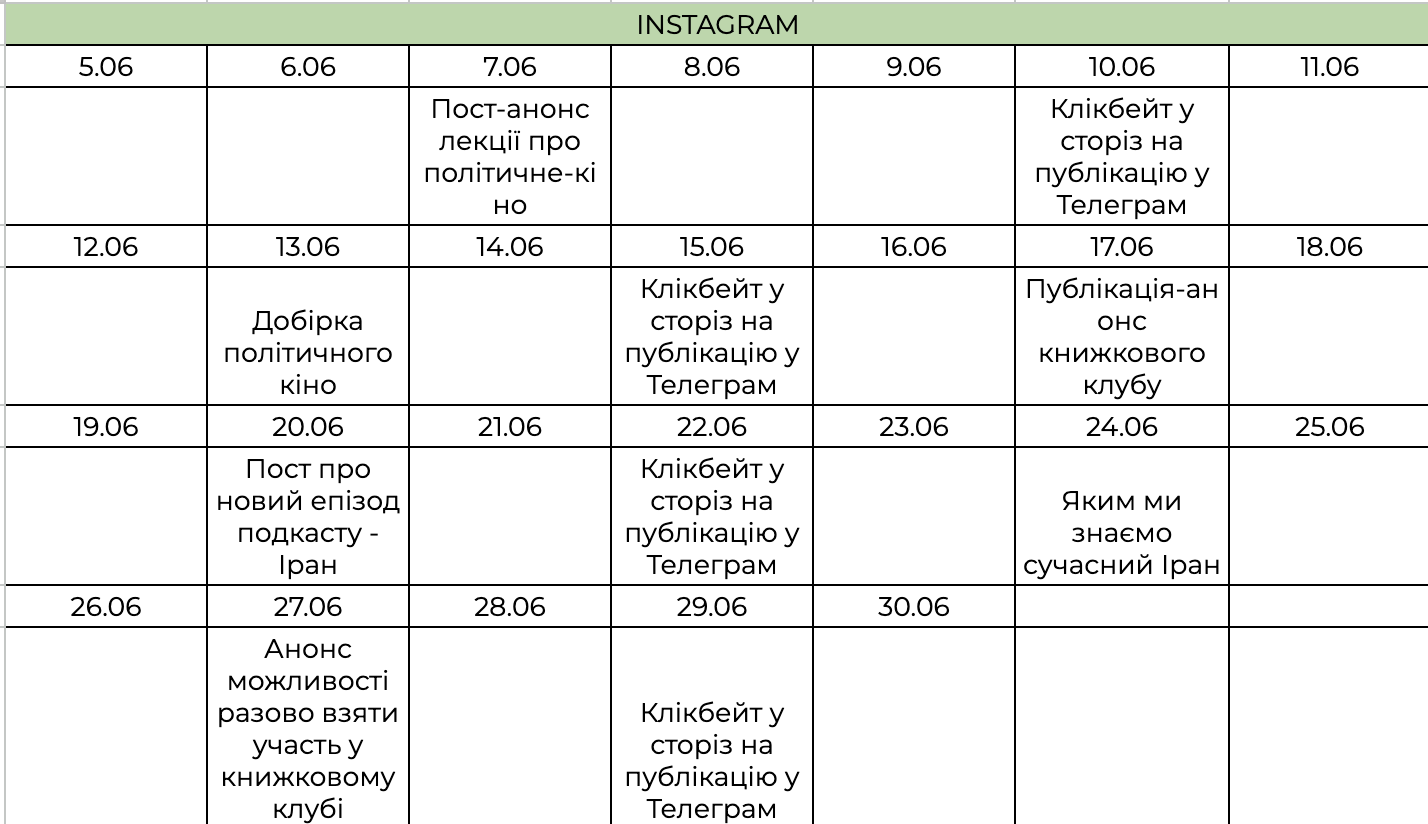 INSTAGRAM
5.06 6.06 7.06 8.06 9.06 10.06 11.06
Пост-анонс
лекції про
політичне-кі
но
Клікбейт у
сторіз на
публікацію у
Телеграм
12.06 13.06 14.06 15.06 16.06 17.06 18.06
Добірка
політичного
кіно
Клікбейт у
сторіз на
публікацію у
Телеграм
Публікація-ан
онс
книжкового
клубу
19.06 20.06 21.06 22.06 23.06 24.06 25.06
Пост про
новий епізод
подкасту -
Іран
Клікбейт у
сторіз на
публікацію у
Телеграм
Яким ми
знаємо
сучасний Іран
26.06 27.06 28.06 29.06 30.06
Анонс
можливості
разово взяти
участь у
книжковому
клубі
Клікбейт у
сторіз на
публікацію у
Телеграм